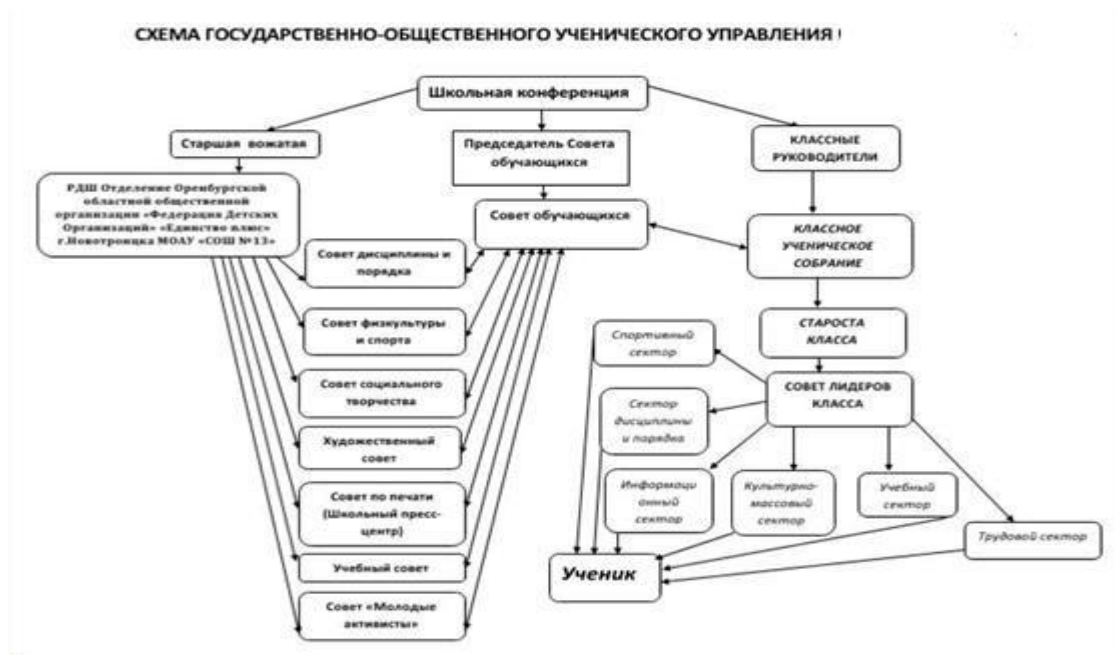 СХЕМА ГОСУДАРСТВЕННО-ОБЩЕСТВЕННОГО УЧЕНИЧЕСКОГО УПРАВЛЕНИЯ
Школьная конференция
Старшая вожатая
Председатель Совета
обучающихся
КЛАССНЫЕ
РУКОВОДИТЕЛИ
РДШ Отделение Оренбургской
областной общественной
организации «Федерация Детских
Организаций» «Единство плюс»
г.Новотроицка МОАУ «СОШ №13»
Совет обучающихся
КЛАССНОЕ
УЧЕНИЧЕСКОЕ
СОБРАНИЕ
Совет дисциплины и
порядка
Совет физкультуры
и спорта
Совет социального
творчества
Художественный
совет
Совет по печати
(Школьный пресс-
центр)
Учебный совет
Совет «Молодые
активисты»
СТАРОСТА
КЛАССА
СОВЕТ ЛИДЕРОВ
КЛАССА
Спортивный
сектор
Сектор
дисциплины
и порядка
Информаци
онный
сектор
Культурно-
массовый
сектор
Учебный
сектор
Трудовой сектор
Ученик